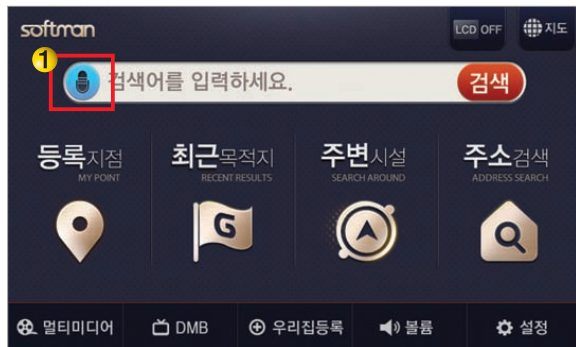 softman
LCD OFF
지도
1
검색어를 입력하세요.
검색
등록지점
MY POINT
최근목적지
RECENT RESULTS
주변시설
SEARCH AROUND
주소검색
ADDRESS SEARCH
G
멀티미디어
DMB
우리집등록
볼륨
설정